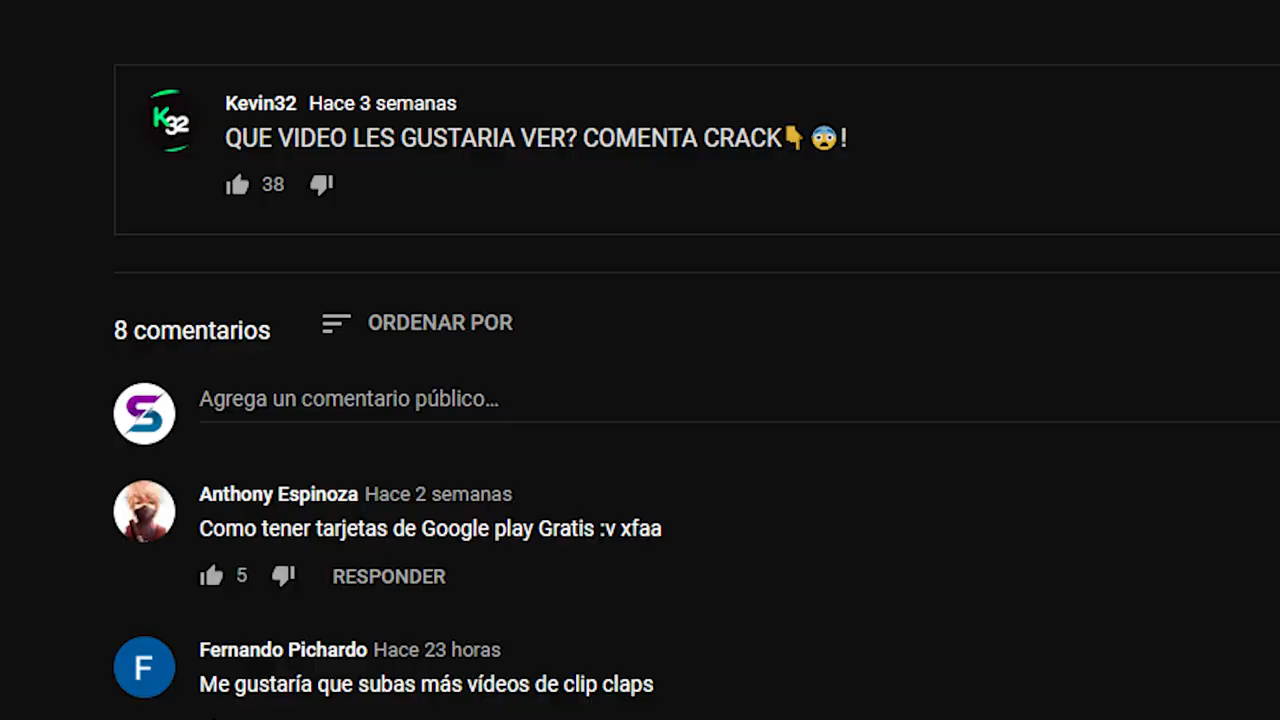 K32
Kevin32 Hace 3 semanas
QUE VIDEO LES GUSTARIA VER? COMENTA CRACK👇😨!
38
8 comentarios
ORDENAR POR
S
Agrega un comentario público...
Anthony Espinoza Hace 2 semanas
Como tener tarjetas de Google play Gratis :v xfaa
5 RESPONDER
F
Fernando Pichardo Hace 23 horas
Me gustaría que subas más vídeos de clip claps